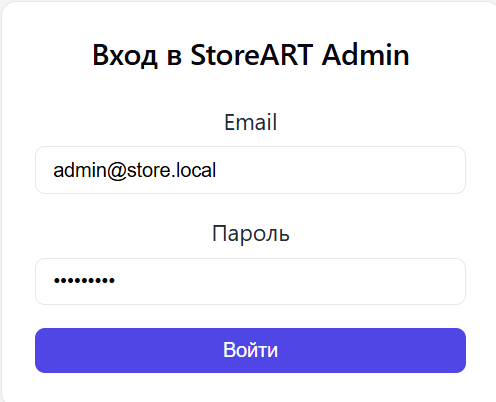 Вход в StoreART Admin
Email
admin@store.local
Пароль
•••••••••
Войти